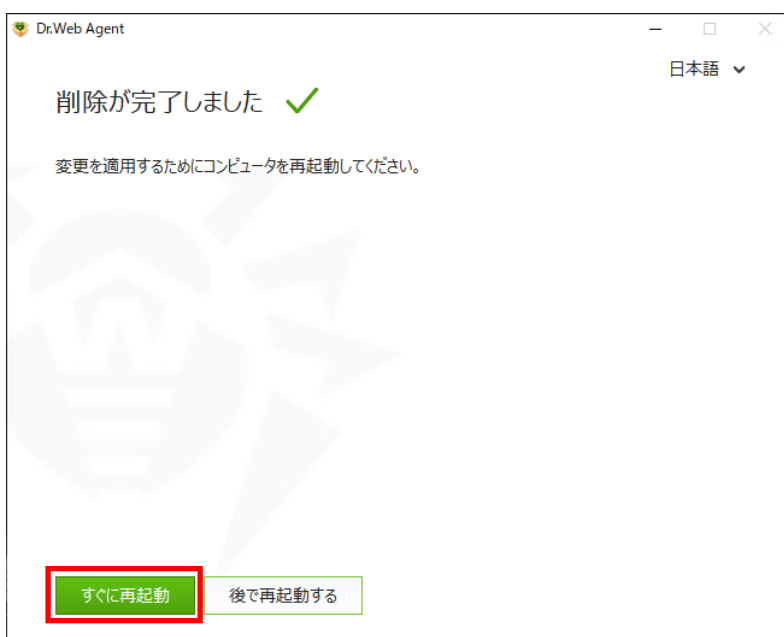 Dr.Web Agent
日本語
削除が完了しました
変更を適用するためにコンピュータを再起動してください。
すぐに再起動
後で再起動する